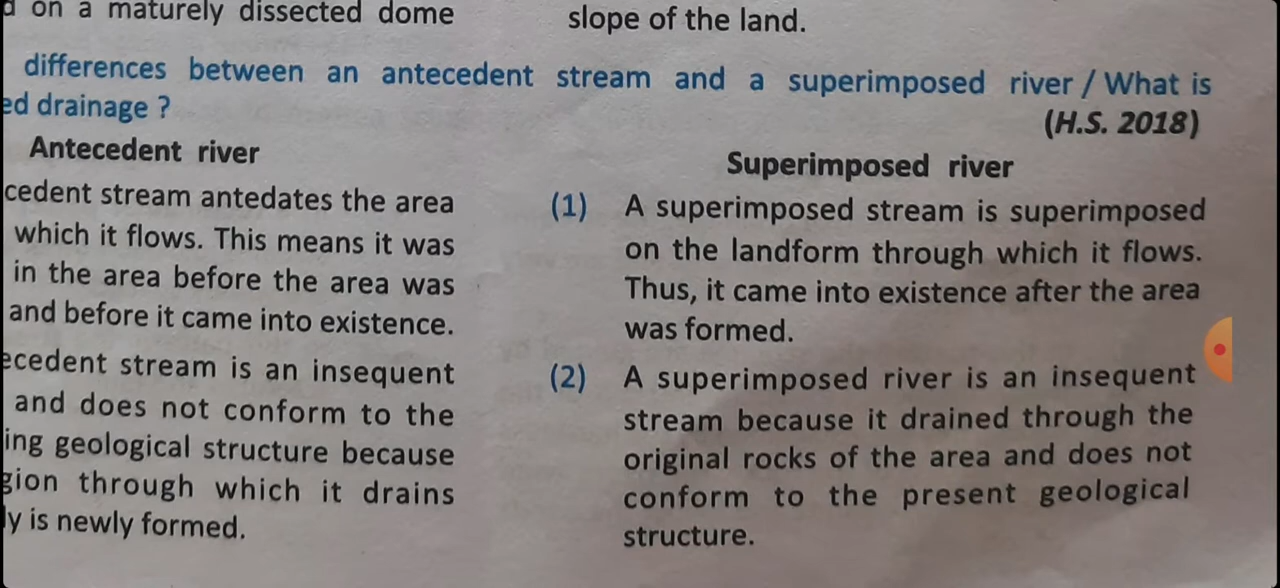 on a maturely dissected dome
slope of the land.
differences between an antecedent stream and a superimposed river / What is
ed drainage ?
(H.S. 2018)
Antecedent river
cedent stream antedates the area
which it flows. This means it was
in the area before the area was
and before it came into existence.
ecedent stream is an insequent
and does not conform to the
ing geological structure because
gion through which it drains
ly is newly formed.
Superimposed river
(1) A superimposed stream is superimposed
on the landform through which it flows.
Thus, it came into existence after the area
was formed.
(2) A superimposed river is an insequent
stream because it drained through the
original rocks of the area and does not
conform to the present geological
structure.